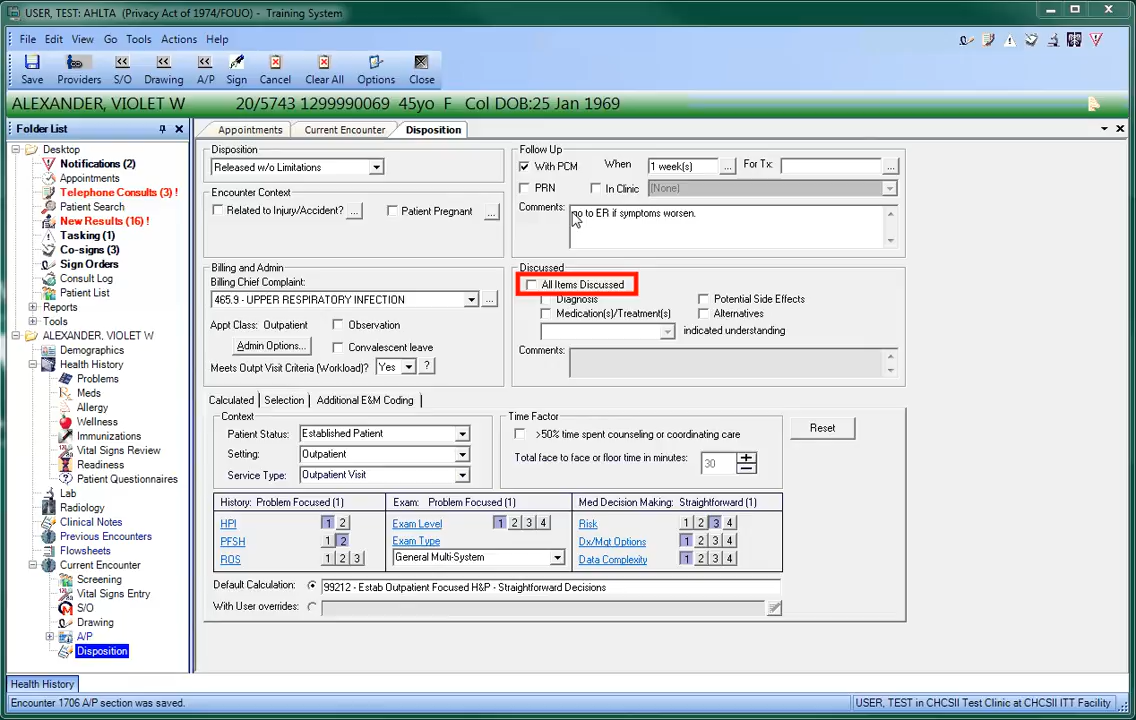 USER, TEST: AHLTA (Privacy Act of 1974/FOUO) - Training System
File Edit View Go Tools Actions Help
Save Providers S/O Drawing A/P Sign Cancel Clear All Options Close
ALEXANDER, VIOLET W 20/5743 1299990069 45yo F Col DOB:25 Jan 1969
Folder List
Desktop
Notifications (2)
Appointments
Telephone Consults (3) !
Patient Search
New Results (16) !
Tasking (1)
Co-signs (3)
Sign Orders
Consult Log
Patient List
Reports
Tools
ALEXANDER, VIOLET W
Demographics
Health History
Problems
Meds
Allergy
Wellness
Immunizations
Vital Signs Review
Readiness
Patient Questionnaires
Lab
Radiology
Clinical Notes
Previous Encounters
Flowsheets
Current Encounter
Screening
Vital Signs Entry
S/O
Drawing
A/P
Disposition
Health History
Appointments Current Encounter Disposition
Disposition
Released w/o Limitations
Encounter Context
Related to Injury/Accident? ... Patient Pregnant ...
Follow Up
With PCM When 1 week(s) ... For Tx: ...
PRN In Clinic [None]
Comments: go to ER if symptoms worsen.
Billing and Admin
Billing Chief Complaint:
465.9 - UPPER RESPIRATORY INFECTION ...
Appt Class: Outpatient Observation
Admin Options... Convalescent leave
Meets Outpt Visit Criteria (Workload)? Yes ?
Discussed
All Items Discussed
Diagnosis Potential Side Effects
Medication(s)/Treatment(s) Alternatives
indicated understanding
Comments:
Calculated Selection Additional E&M Coding
Context
Patient Status: Established Patient
Setting: Outpatient
Service Type: Outpatient Visit
Time Factor
>50% time spent counseling or coordinating care
Total face to face or floor time in minutes: 30
Reset
History: Problem Focused (1) Exam: Problem Focused (1) Med Decision Making: Straightforward (1)
HPI 1 2 Exam Level 1 2 3 4 Risk 1 2 3 4
PFSH 1 2 Exam Type Dx/Mgt Options 1 2 3 4
ROS 1 2 3 General Multi-System Data Complexity 1 2 3 4
Default Calculation: 99212 - Estab Outpatient Focused H&P - Straightforward Decisions
With User overrides:
Encounter 1706 A/P section was saved. USER, TEST in CHCSII Test Clinic at CHCSII ITT Facility